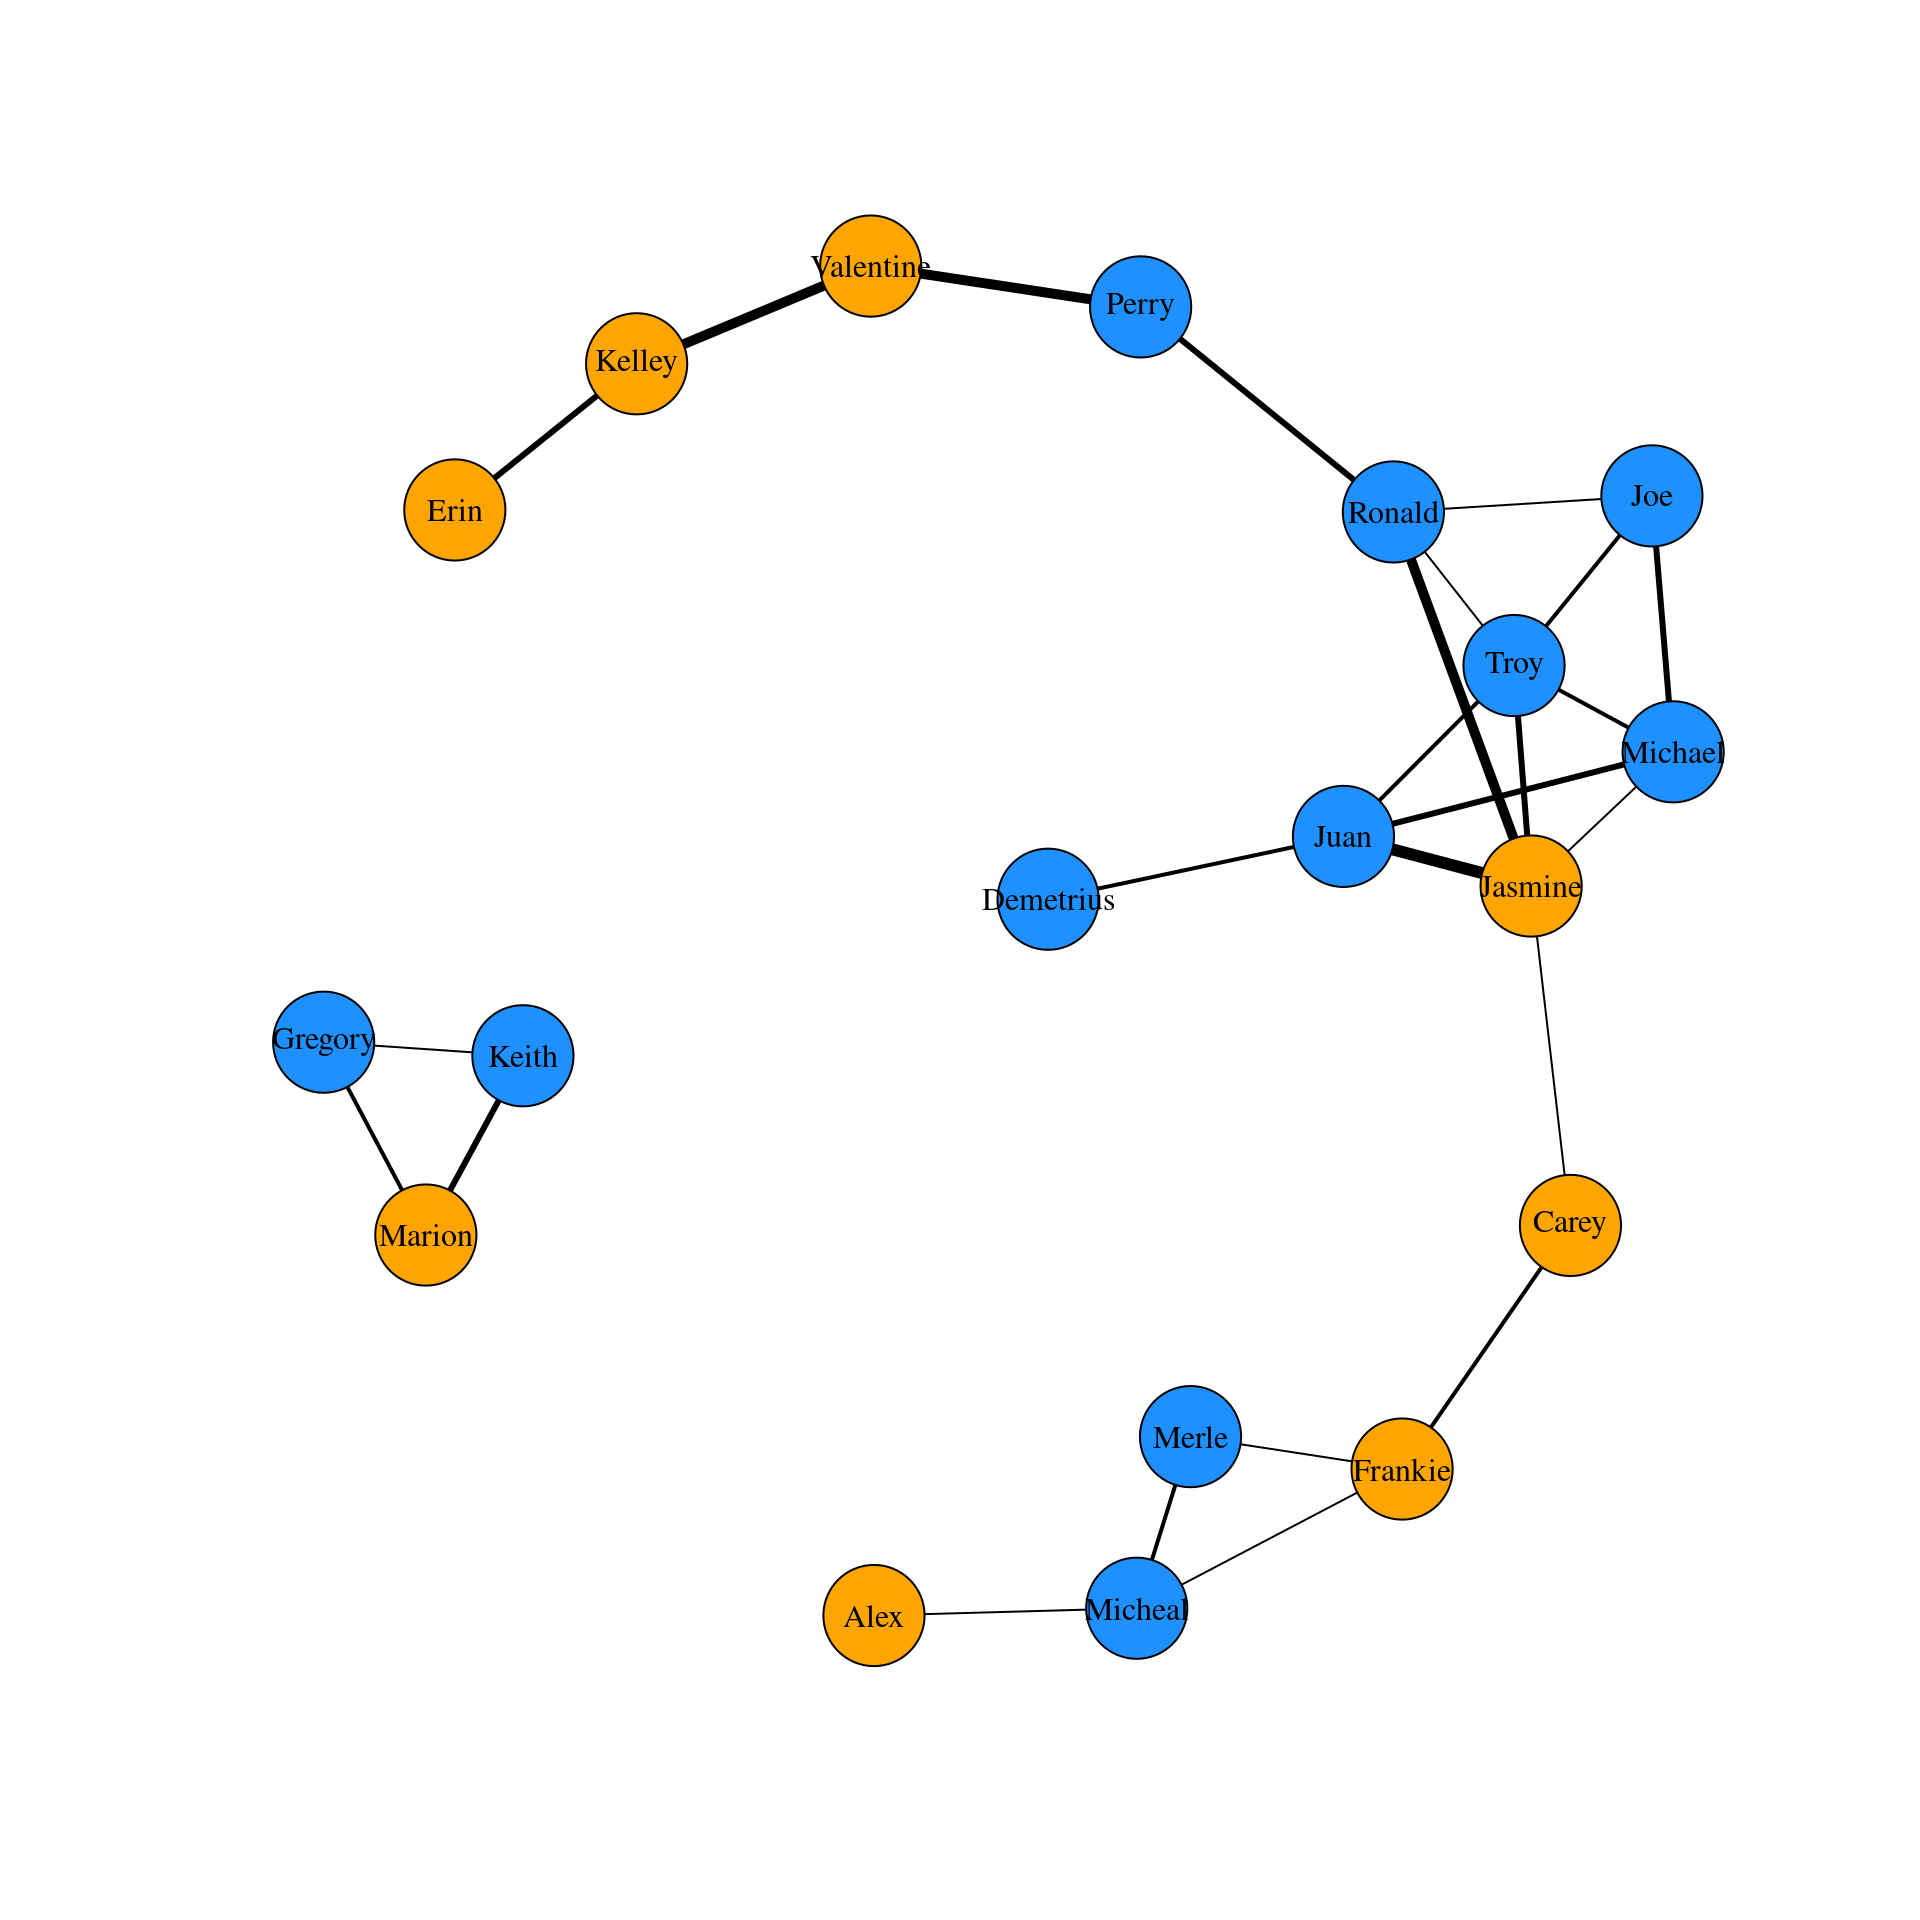 Valentine
Perry
Kelley
Erin
Ronald
Joe
Troy
Michael
Juan
Jasmine
Demetrius
Gregory
Keith
Marion
Carey
Merle
Frankie
Alex
Micheal